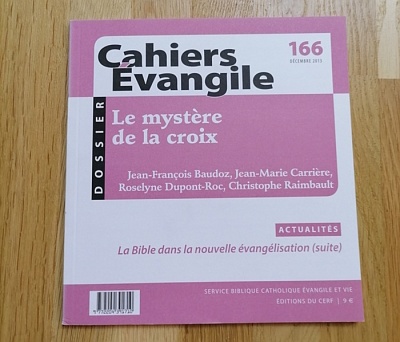 Cahiers
Évangile
166
DÉCEMBRE 2013
DOSSIER
Le mystère
de la croix
Jean-François Baudoz, Jean-Marie Carrière,
Roselyne Dupont-Roc, Christophe Raimbault
ACTUALITÉS
La Bible dans la nouvelle évangélisation (suite)
SERVICE BIBLIQUE CATHOLIQUE ÉVANGILE ET VIE
ÉDITIONS DU CERF | 9 €